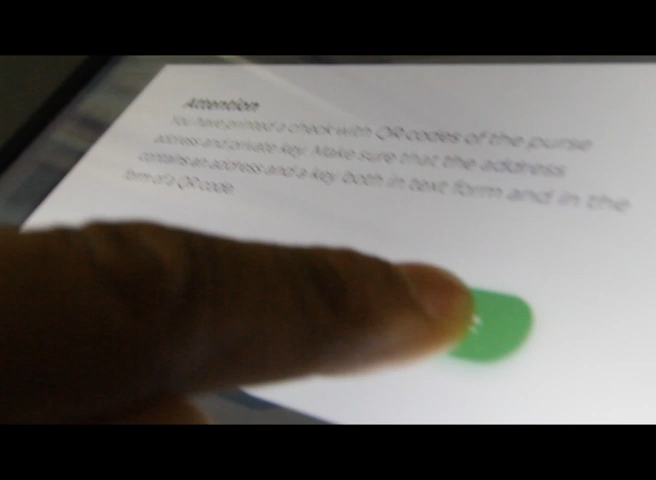 Attention
You have printed a check with QR codes of the purse
address and private key. Make sure that the address
contains an address and a key both in text form and in the
form of a QR code.